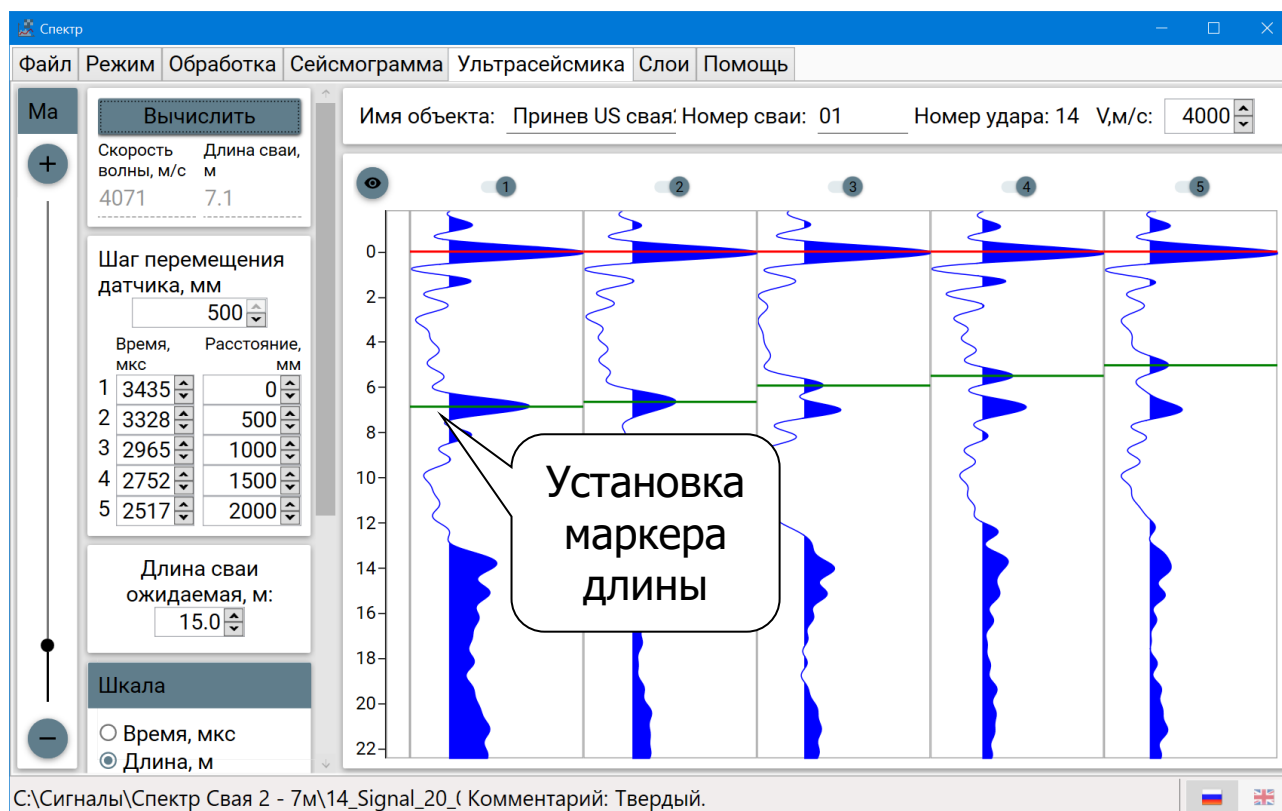 Спектр
Файл Режим Обработка Сейсмограмма Ультрасейсмика Слои Помощь
Ма
Вычислить
Скорость волны, м/с
Длина сваи, м
4071 7.1
Шаг перемещения
датчика, мм
500
Время, мкс
Расстояние, мм
1 3435 0
2 3328 500
3 2965 1000
4 2752 1500
5 2517 2000
Длина сваи
ожидаемая, м:
15.0
Шкала
Время, мкс
Длина, м
Имя объекта: Принев US свая Номер сваи: 01 Номер удара: 14 V,м/с: 4000
1 2 3 4 5
0
2
4
6
8
10
12
14
16
18
20
22
Установка
маркера
длины
C:\Сигналы\Спектр Свая 2 - 7м\14_Signal_20_( Комментарий: Твердый.